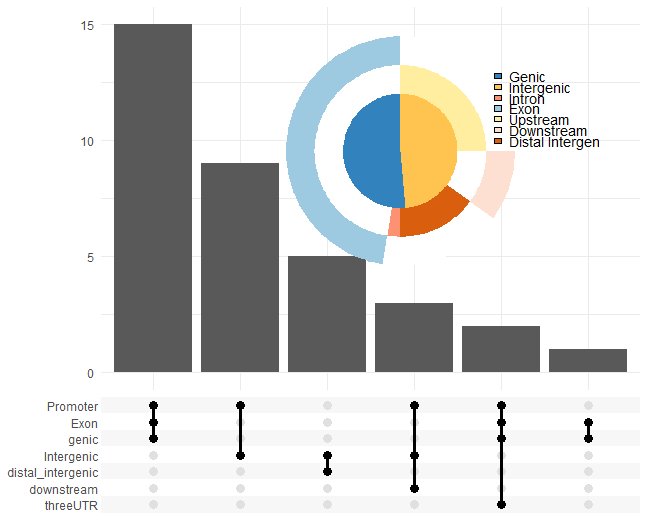 15
10
5
0
Genic
Intergenic
Intron
Exon
Upstream
Downstream
Distal Intergen
Promoter
Exon
genic
Intergenic
distal_intergenic
downstream
threeUTR